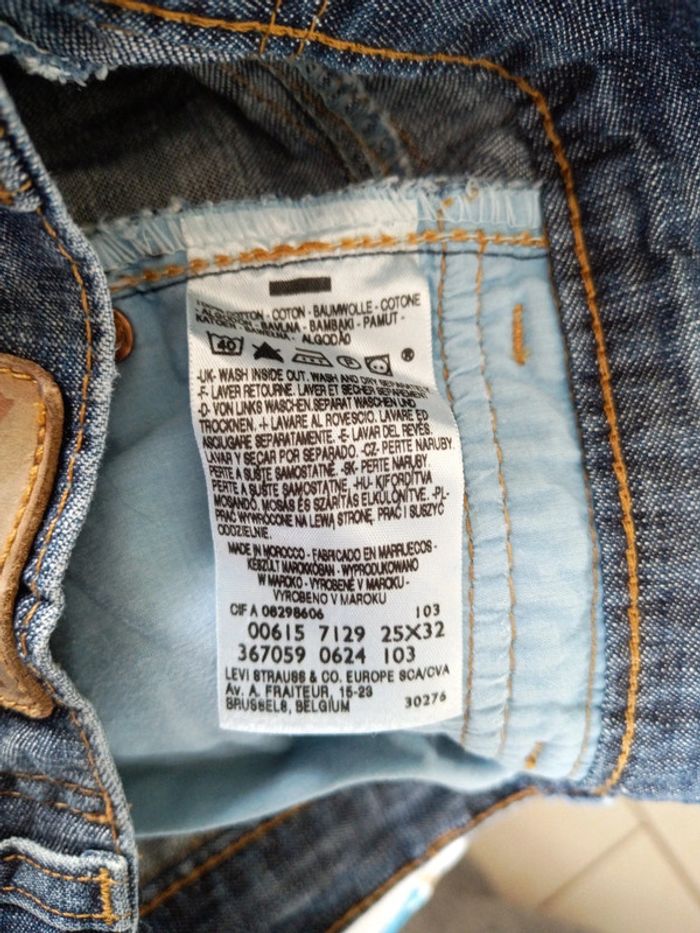 COTTON - COTON - BAUMWOLLE - COTONE
KATOEN - BAVLNA - BAMBAKI - PAMUT -
ALGODÃO
40 P ®
-UK- WASH INSIDE OUT. WASH AND DRY SEPARATELY
-F- LAVER RETOURNÉ. LAVER ET SECHER SEPAREMENT
-D- VON LINKS WASCHEN.SEPARAT WASCHEN UND
TROCKNEN. -I- LAVARE AL ROVESCIO. LAVARE ED
ASCIUGARE SEPARATAMENTE. -E- LAVAR DEL REVÉS.
LAVAR Y SECAR POR SEPARADO. -CZ- PERTE NARUBY.
PERTE A SUŠTE SAMOSTATNĚ. -SK- PERTE NARUBY.
PERTE A SUŠTE SAMOSTATNE. -HU- KIFORDÍTVA
MOSANDÓ. MOSÁS ÉS SZÁRÍTÁS ELKÜLÖNÍTVE. -PL-
PRAĆ WYWRÓCONE NA LEWĄ STRONĘ. PRAĆ I SUSZYĆ
ODDZIELNIE.
MADE IN MOROCCO - FABRICADO EN MARRUECOS -
KÉSZÜLT MAROKKÓBAN - WYPRODUKOWANO
W MAROKO - VYROBENÉ V MAROKU -
VYROBENO V MAROKU
CIF A 08298606 103
00615 7129 25X32
367059 0624 103
LEVI STRAUSS & CO. EUROPE SCA/CVA
AV. A. FRAITEUR, 15-23
BRUSSELS, BELGIUM 30276